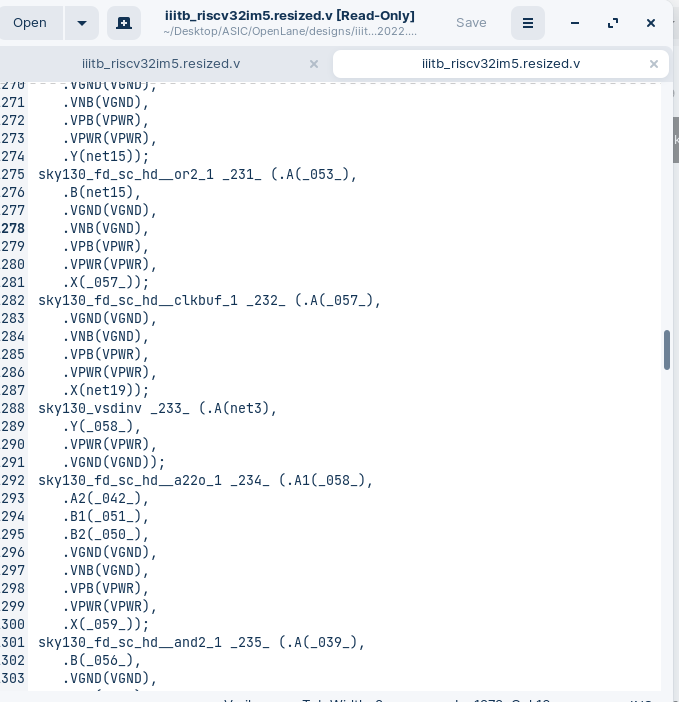 Open
iiitb_riscv32im5.resized.v [Read-Only]
~/Desktop/ASIC/OpenLane/designs/iiit...2022....
Save
iiitb_riscv32im5.resized.v
iiitb_riscv32im5.resized.v
270 .VGND(VGND),
271 .VNB(VGND),
272 .VPB(VPWR),
273 .VPWR(VPWR),
274 .Y(net15));
275 sky130_fd_sc_hd__or2_1 _231_ (.A(_053_),
276 .B(net15),
277 .VGND(VGND),
278 .VNB(VGND),
279 .VPB(VPWR),
280 .VPWR(VPWR),
281 .X(_057_));
282 sky130_fd_sc_hd__clkbuf_1 _232_ (.A(_057_),
283 .VGND(VGND),
284 .VNB(VGND),
285 .VPB(VPWR),
286 .VPWR(VPWR),
287 .X(net19));
288 sky130_vsdinv _233_ (.A(net3),
289 .Y(_058_),
290 .VPWR(VPWR),
291 .VGND(VGND));
292 sky130_fd_sc_hd__a22o_1 _234_ (.A1(_058_),
293 .A2(_042_),
294 .B1(_051_),
295 .B2(_050_),
296 .VGND(VGND),
297 .VNB(VGND),
298 .VPB(VPWR),
299 .VPWR(VPWR),
300 .X(_059_));
301 sky130_fd_sc_hd__and2_1 _235_ (.A(_039_),
302 .B(_056_),
303 .VGND(VGND),